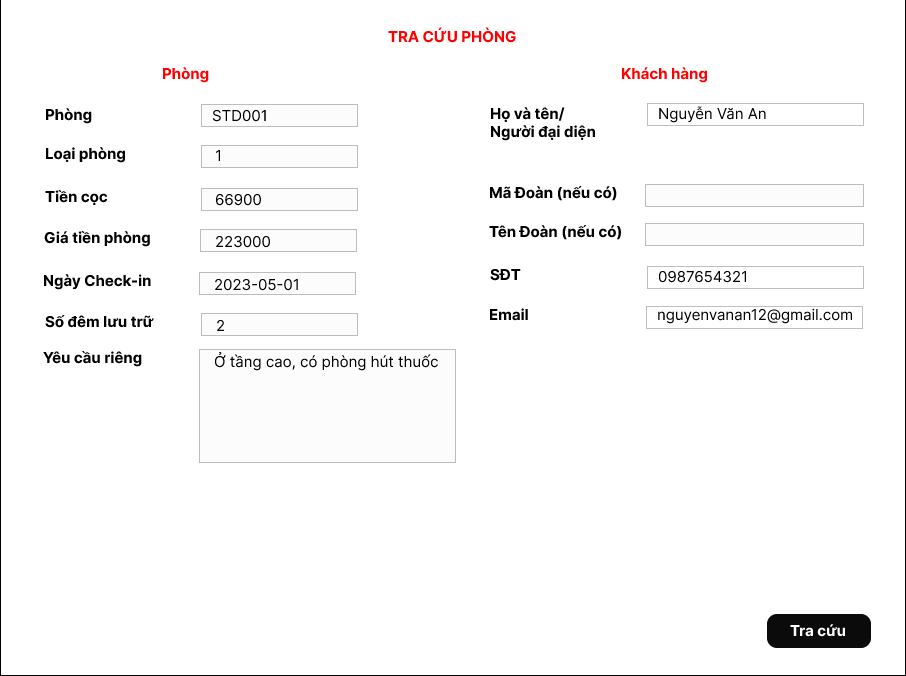 TRA CỨU PHÒNG
Phòng
Phòng STD001
Loại phòng 1
Tiền cọc 66900
Giá tiền phòng 223000
Ngày Check-in 2023-05-01
Số đêm lưu trữ 2
Yêu cầu riêng Ở tầng cao, có phòng hút thuốc
Khách hàng
Họ và tên/ Nguyễn Văn An
Người đại diện
Mã Đoàn (nếu có)
Tên Đoàn (nếu có)
SĐT 0987654321
Email nguyenvanan12@gmail.com
Tra cứu